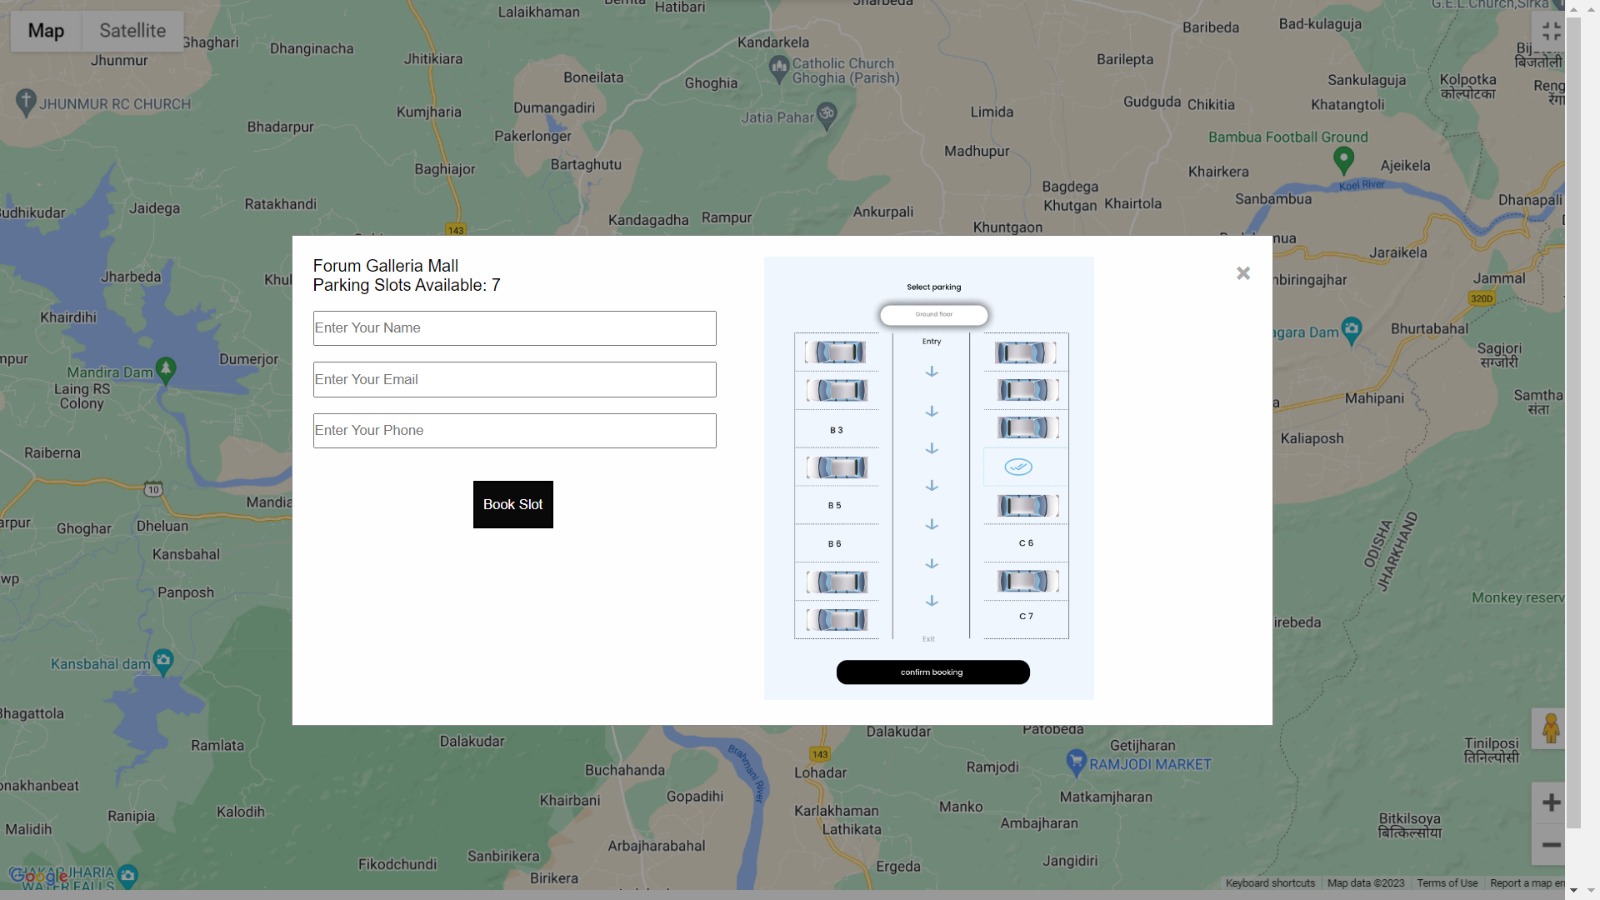 Map
Satellite
Lalaikhaman
Hatibari
Jharbeda
Baribeda
Bad-kulaguja
Ghaghari
Jhunmur
Dhanginacha
Jhitikiara
Kandarkela
Catholic Church
Ghoghia (Parish)
Barilepta
Sankulaguja
Kolpotka
कोल्पोटका
JHUNMUR RC CHURCH
Boneilata
Ghoghia
Kumjharia
Dumangadiri
Limida
Gudguda
Chikitia
Khatangtoli
Bhadarpur
Pakerlonger
Jatia Pahar
Bambua Football Ground
Baghiajor
Bartaghutu
Madhupur
Khairkera
Ajeikela
Koel River
Budhikudar
Jaidega
Ratakhandi
Kandagadha
Rampur
Ankurpali
Bagdega
Khutgan
Khairtola
Sanbambua
Dhanapali
143
Khuntgaon
Jharbeda
Jaraikela
Jammal
320D
Khairdihi
Bhurtabahal
Mandira Dam
Dumerjor
Sagiori
सग्जोरी
Laing RS
Colony
Mahipani
Samtha
संता
Raiberna
Kaliaposh
10
Mandia
Ghoghar
Dheluan
Kansbahal
Panposh
ODISHA
JHARKHAND
Monkey reserv
Kansbahal dam
Bhagattola
Ramlata
Forum Galleria Mall
Parking Slots Available: 7
Enter Your Name
Enter Your Email
Enter Your Phone
Book Slot
Select parking
Ground floor
Entry
B 3
B 5
B 6
C 6
C 7
Exit
confirm booking
Dalakudar
Dalakudar
Patobeda
Getijharan
RAMJODI MARKET
Tinilposi
तिनिल्पोसी
143
Brahmani River
Buchahanda
Lohadar
Ramjodi
Matkamjharan
Ranipia
Kalodih
Khairbani
Gopadihi
Karlakhaman
Lathikata
Manko
Ambajharan
Bitkilsoya
बित्किल्सोया
Malidih
Arbajharabahal
Fikodchundi
Sanbirikera
Birikera
Ergeda
Jangidiri
WATER FALLS
Google
Keyboard shortcuts
Map data ©2023
Terms of Use
Report a map er